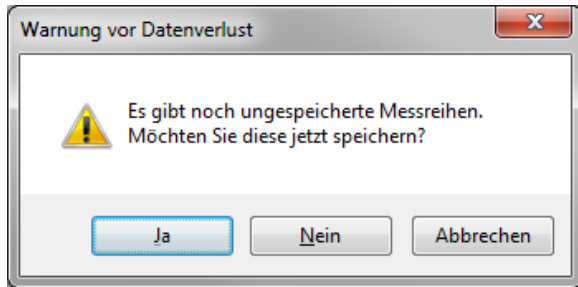 Warnung vor Datenverlust
Es gibt noch ungespeicherte Messreihen.
Möchten Sie diese jetzt speichern?
Ja
Nein
Abbrechen